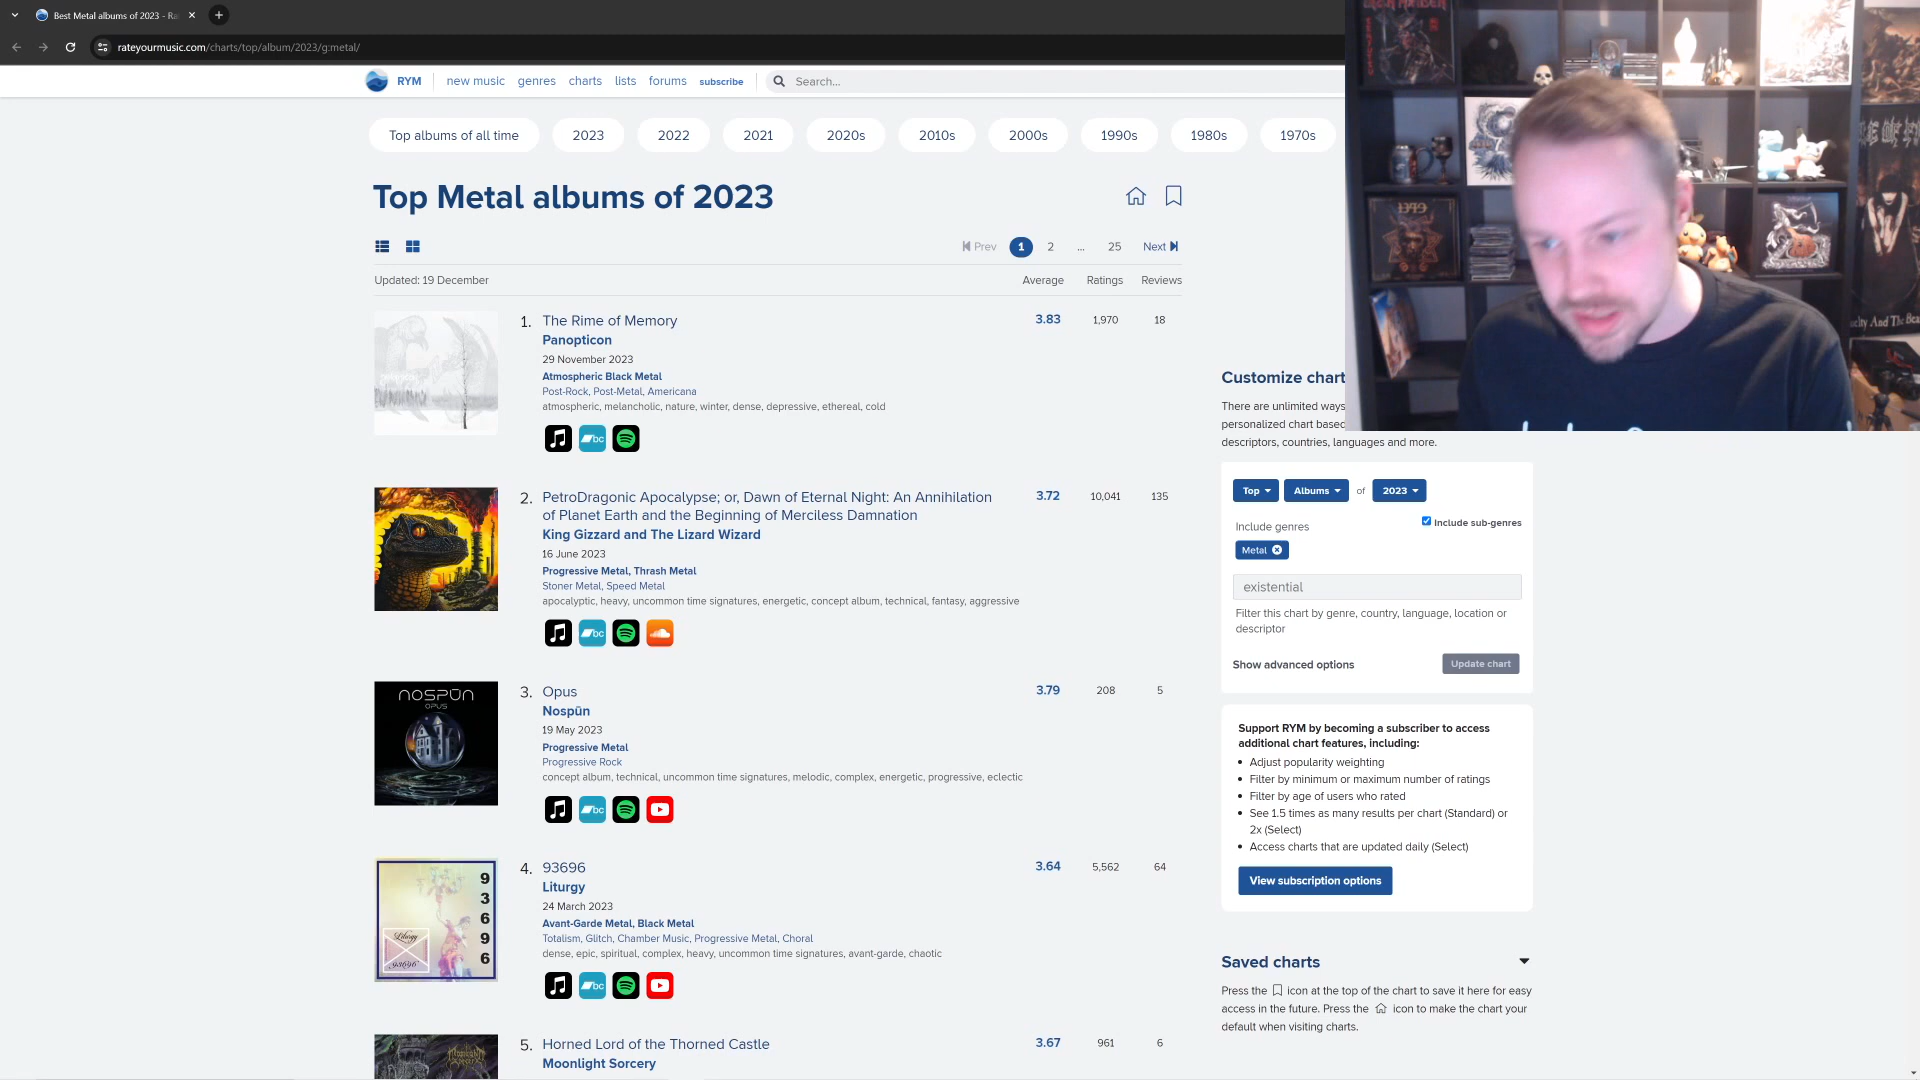 Best Metal albums of 2023 - Ra
rateyourmusic.com/charts/top/album/2023/g:metal/
RYM new music genres charts lists forums subscribe Search...
Top albums of all time 2023 2022 2021 2020s 2010s 2000s 1990s 1980s 1970s
Top Metal albums of 2023
Prev 1 2 ... 25 Next
Updated: 19 December Average Ratings Reviews
1. The Rime of Memory 3.83 1,970 18
Panopticon
29 November 2023
Atmospheric Black Metal
Post-Rock, Post-Metal, Americana
atmospheric, melancholic, nature, winter, dense, depressive, ethereal, cold
bc
2. PetroDragonic Apocalypse; or, Dawn of Eternal Night: An Annihilation 3.72 10,041 135
of Planet Earth and the Beginning of Merciless Damnation
King Gizzard and The Lizard Wizard
16 June 2023
Progressive Metal, Thrash Metal
Stoner Metal, Speed Metal
apocalyptic, heavy, uncommon time signatures, energetic, concept album, technical, fantasy, aggressive
bc
NOSPŪN
OPUS
3. Opus 3.79 208 5
Nospūn
19 May 2023
Progressive Metal
Progressive Rock
concept album, technical, uncommon time signatures, melodic, complex, energetic, progressive, eclectic
bc
9
3
6
9
6
Liturgy
93696
4. 93696 3.64 5,562 64
Liturgy
24 March 2023
Avant-Garde Metal, Black Metal
Totalism, Glitch, Chamber Music, Progressive Metal, Choral
dense, epic, spiritual, complex, heavy, uncommon time signatures, avant-garde, chaotic
bc
5. Horned Lord of the Thorned Castle 3.67 961 6
Moonlight Sorcery
Customize chart
There are unlimited ways
personalized chart based
descriptors, countries, languages and more.
Top Albums of 2023
Include genres Include sub-genres
Metal
existential
Filter this chart by genre, country, language, location or
descriptor
Show advanced options Update chart
Support RYM by becoming a subscriber to access
additional chart features, including:
Adjust popularity weighting
Filter by minimum or maximum number of ratings
Filter by age of users who rated
See 1.5 times as many results per chart (Standard) or
2x (Select)
Access charts that are updated daily (Select)
View subscription options
Saved charts
Press the icon at the top of the chart to save it here for easy
access in the future. Press the icon to make the chart your
default when visiting charts.